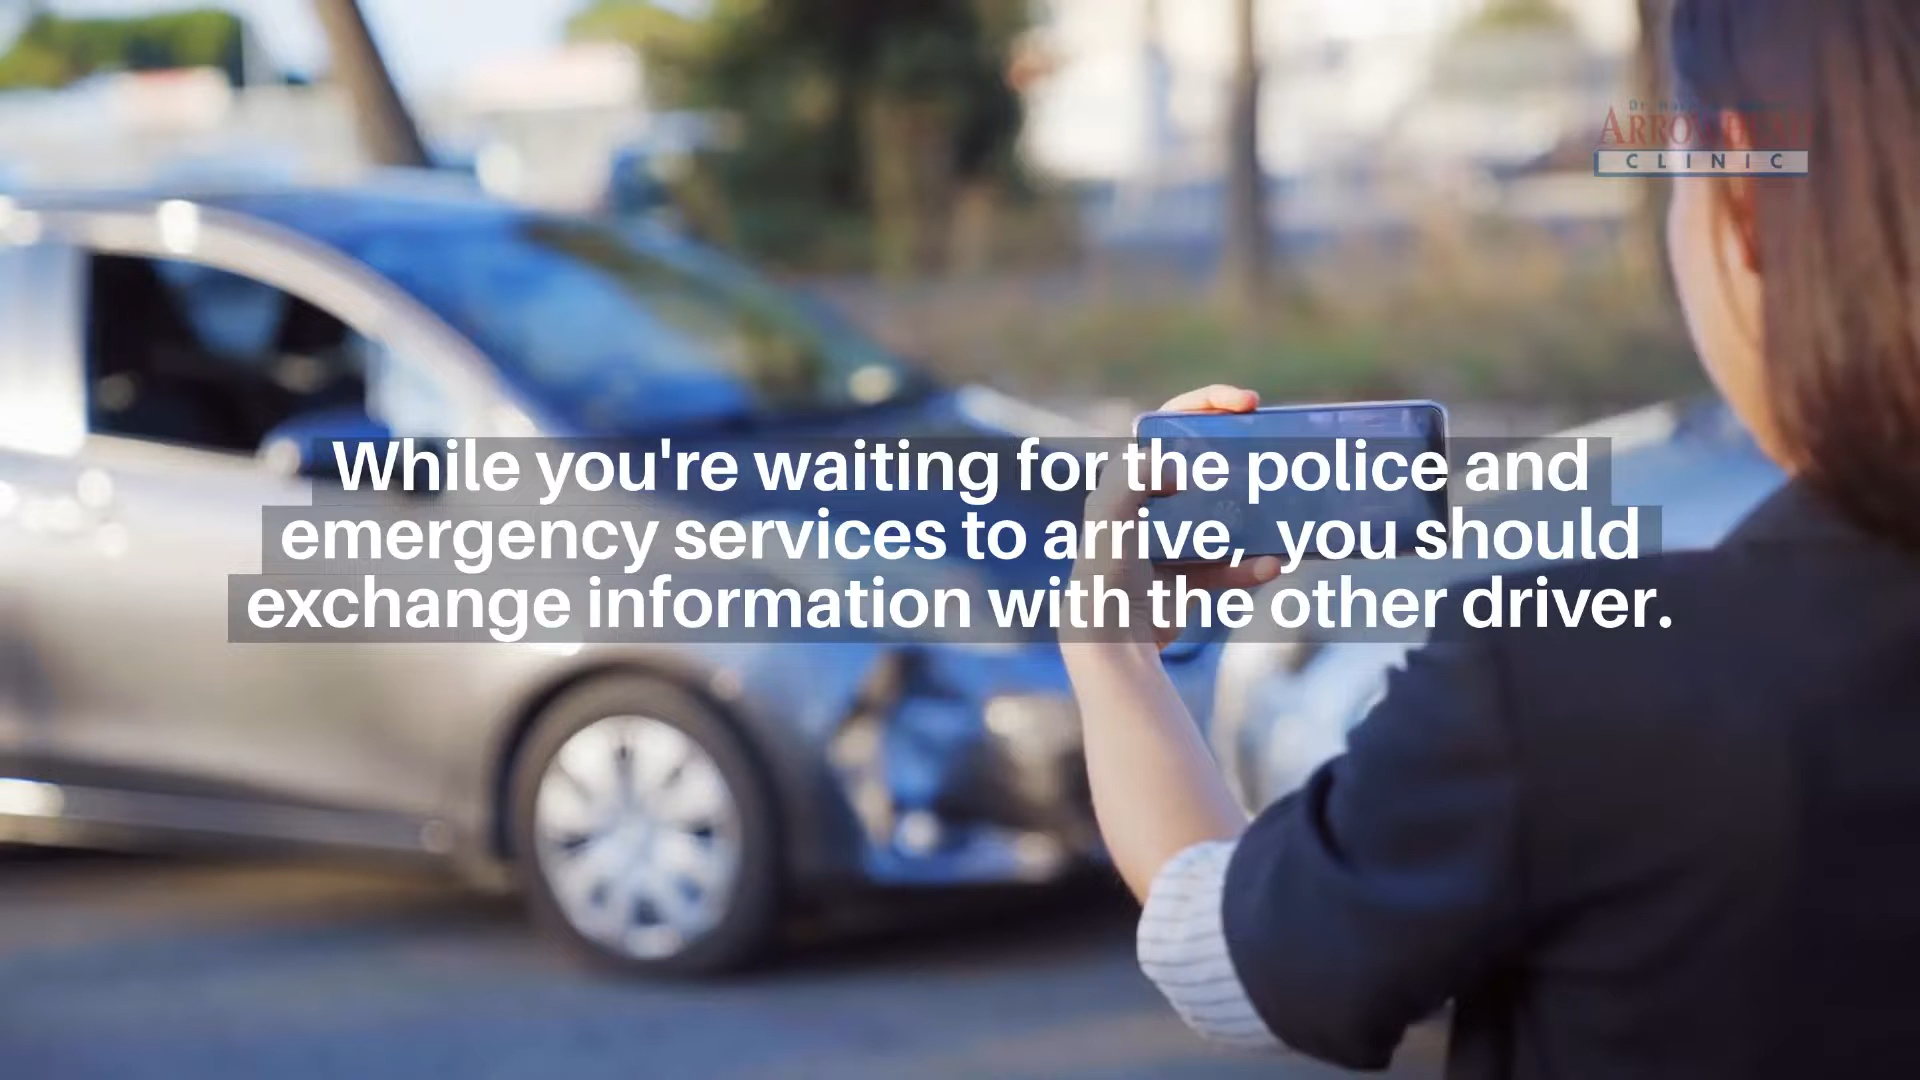 ARROWHEAD
CLINIC
While you're waiting for the police and
emergency services to arrive, you should
exchange information with the other driver.